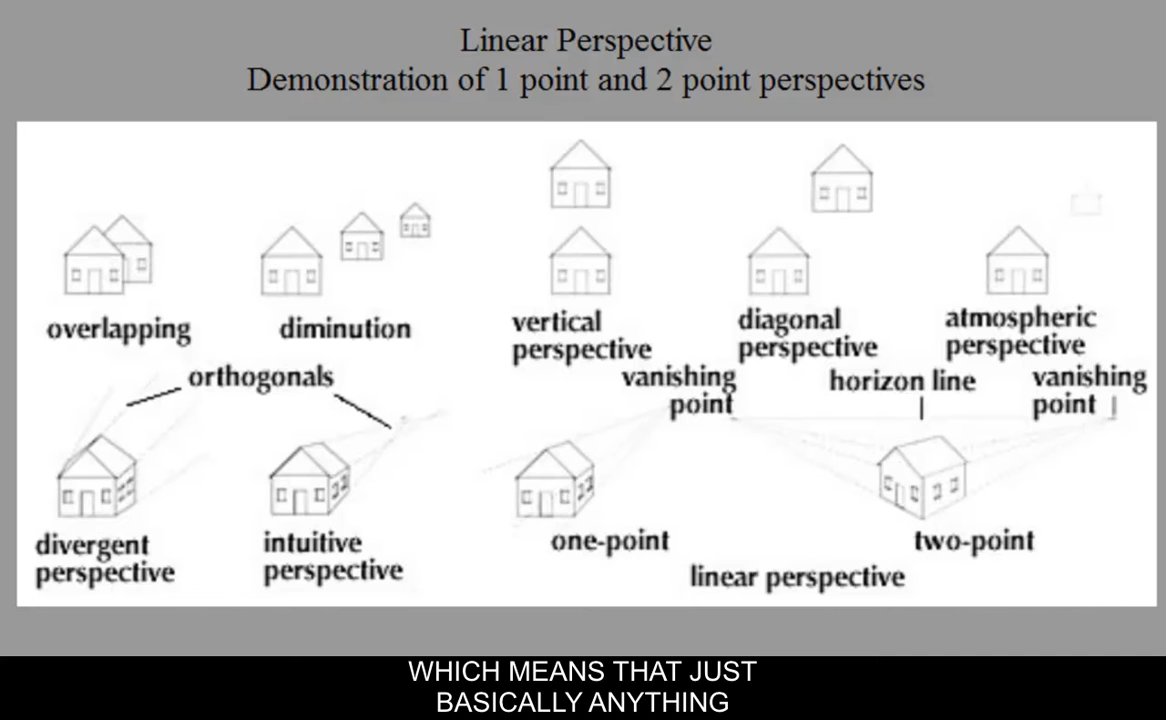 Linear Perspective
Demonstration of 1 point and 2 point perspectives
overlapping
diminution
vertical
perspective
diagonal
perspective
atmospheric
perspective
orthogonals
vanishing
point
horizon line
vanishing
point
divergent
perspective
intuitive
perspective
one-point
two-point
linear perspective
WHICH MEANS THAT JUST
BASICALLY ANYTHING